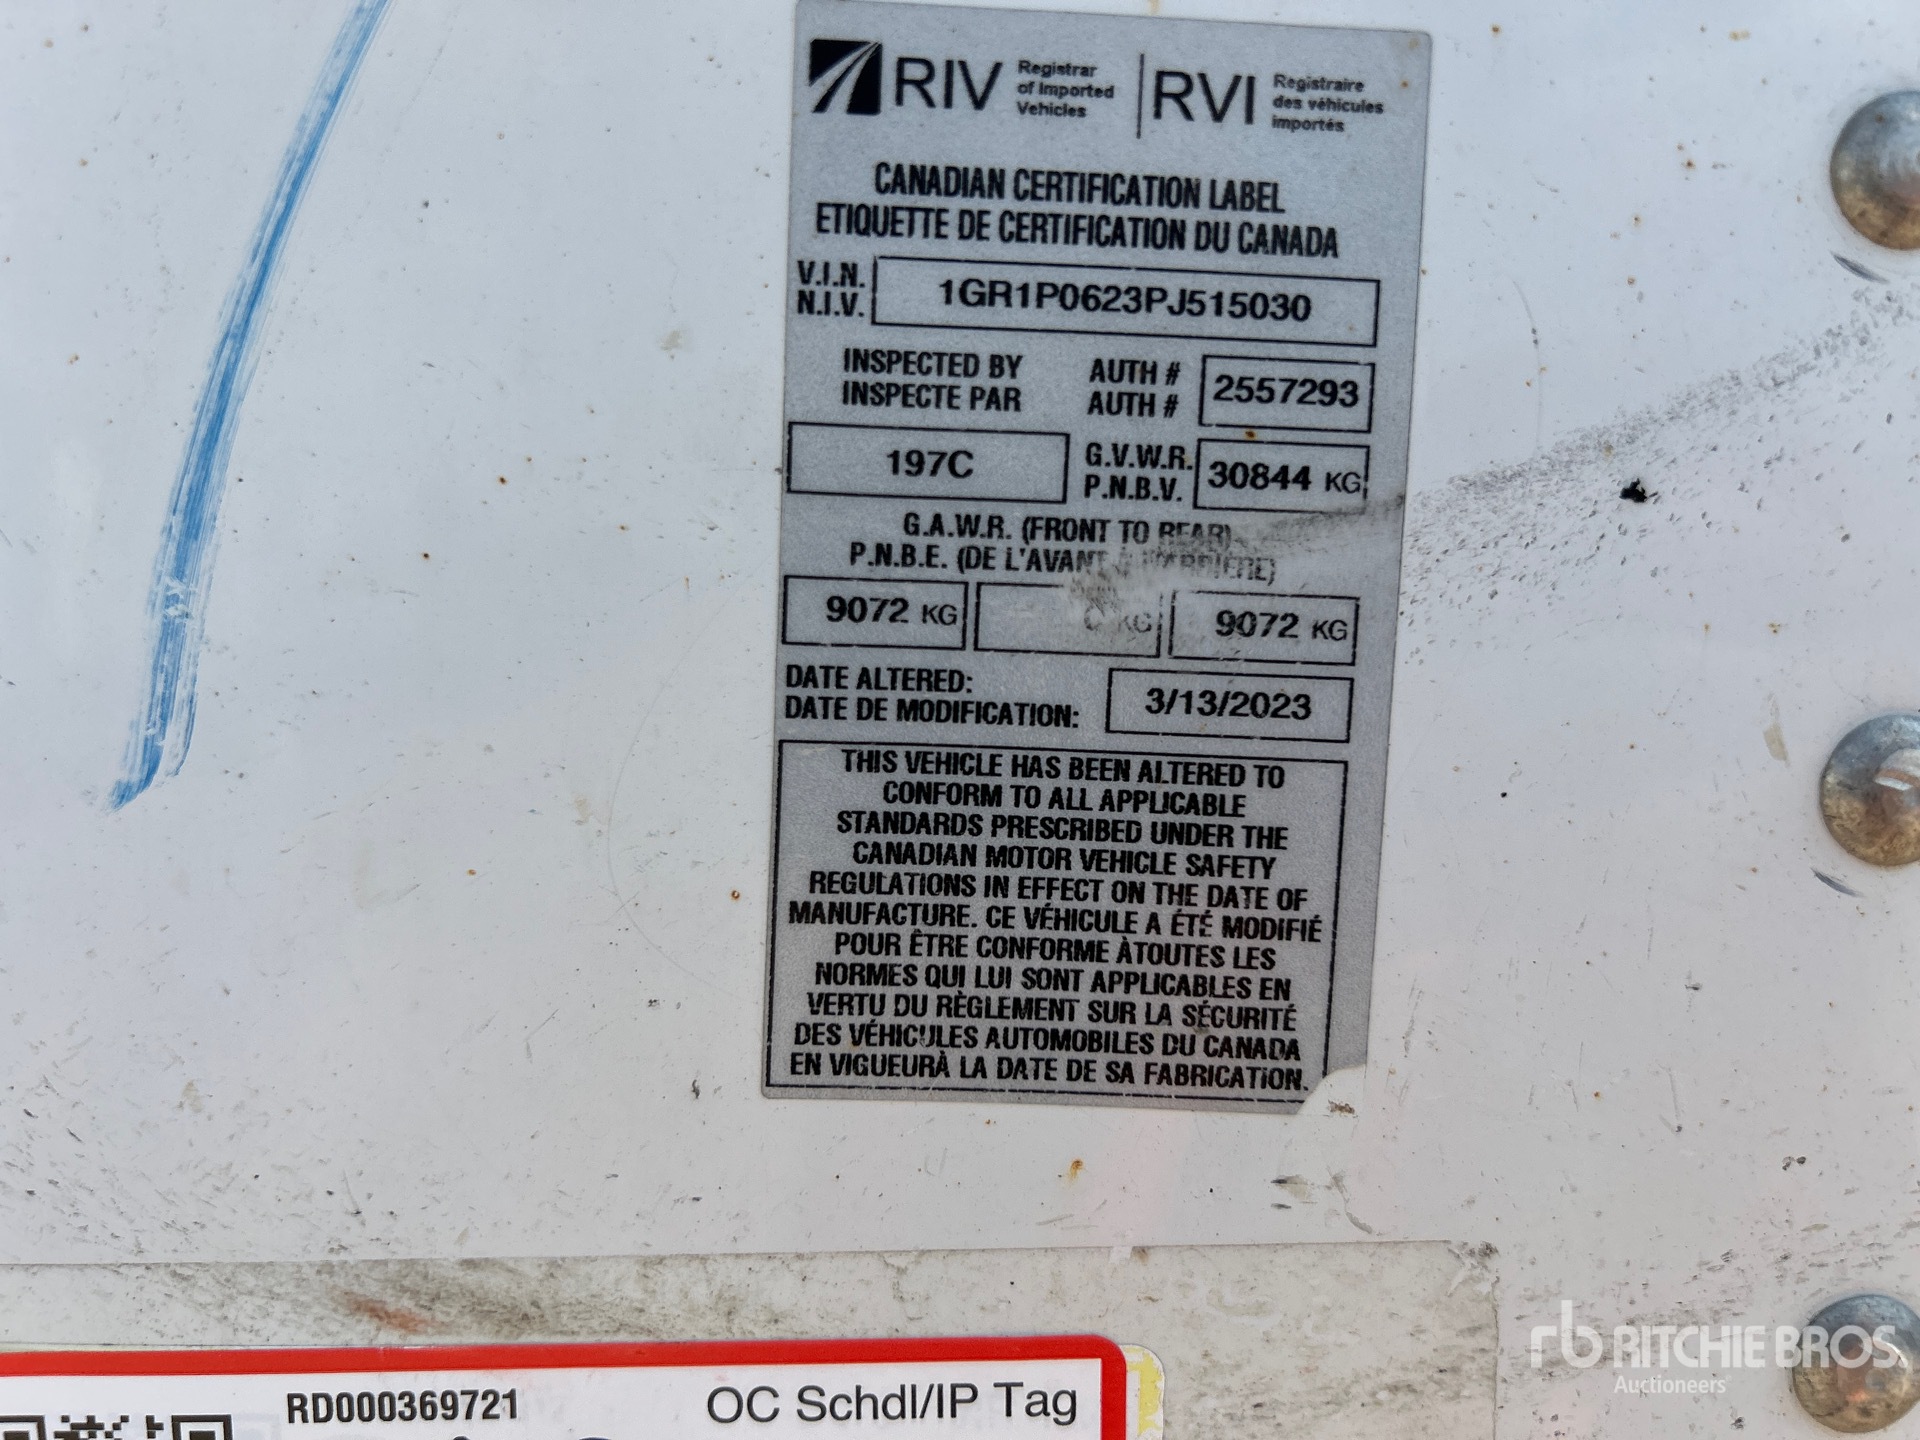 RIV Registrar of Imported Vehicles | RVI Registraire des véhicules importés
CANADIAN CERTIFICATION LABEL
ETIQUETTE DE CERTIFICATION DU CANADA
V.I.N. 1GR1P0623PJ515030
N.I.V.
INSPECTED BY AUTH # 2557293
INSPECTE PAR AUTH #
197C G.V.W.R. 30844 KG
P.N.B.V.
G.A.W.R. (FRONT TO REAR)
P.N.B.E. (DE L'AVANT À L'ARRIÈRE)
9072 KG 0 KG 9072 KG
DATE ALTERED: 3/13/2023
DATE DE MODIFICATION:
THIS VEHICLE HAS BEEN ALTERED TO
CONFORM TO ALL APPLICABLE
STANDARDS PRESCRIBED UNDER THE
CANADIAN MOTOR VEHICLE SAFETY
REGULATIONS IN EFFECT ON THE DATE OF
MANUFACTURE. CE VÉHICULE A ÉTÉ MODIFIÉ
POUR ÊTRE CONFORME ÀTOUTES LES
NORMES QUI LUI SONT APPLICABLES EN
VERTU DU RÈGLEMENT SUR LA SÉCURITÉ
DES VÉHICULES AUTOMOBILES DU CANADA
EN VIGUEURÀ LA DATE DE SA FABRICATION.
RD000369721 OC Schdl/IP Tag
rb RITCHIE BROS.
Auctioneers